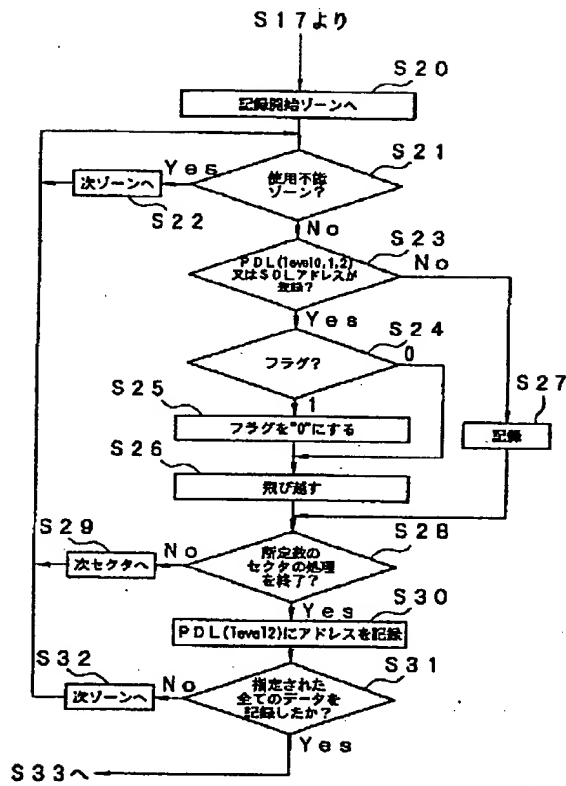 S17より
S20
記録開始ゾーンへ
S21
使用不能
ゾーン?
Yes
次ゾーンへ
S22
No
S23
PDL(level0,1,2)
又はSDLアドレスが
登録?
No
Yes
S24
フラグ?
0
S25
1
フラグを"0"にする
S27
記録
S26
飛び越す
S28
所定数の
セクタの処理
を終了?
S29
No
次セクタへ
Yes
S30
PDL(level2)にアドレスを記録
S31
指定された
全てのデータを
記録したか?
S32
No
次ゾーンへ
Yes
S33へ